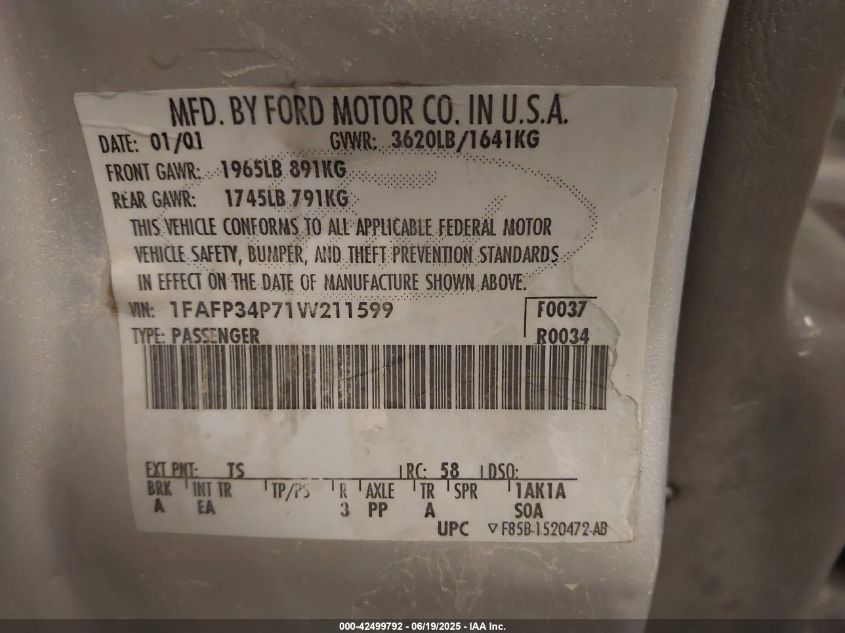 MFD. BY FORD MOTOR CO. IN U.S.A.
DATE: 01/01 GVWR: 3620LB/1641KG
FRONT GAWR: 1965LB 891KG
REAR GAWR: 1745LB 791KG
THIS VEHICLE CONFORMS TO ALL APPLICABLE FEDERAL MOTOR
VEHICLE SAFETY, BUMPER, AND THEFT PREVENTION STANDARDS
IN EFFECT ON THE DATE OF MANUFACTURE SHOWN ABOVE.
VIN: 1FAFP34P71W211599 F0037
TYPE: PASSENGER R0034
EXT PNT: TS RC: 58 DSO:
BRK INT TR TP/PS R AXLE TR SPR 1AK1A
A EA 3 PP A SOA
UPC ▽F85B-1520472-AB
000-42499792 - 06/19/2025 - IAA Inc.